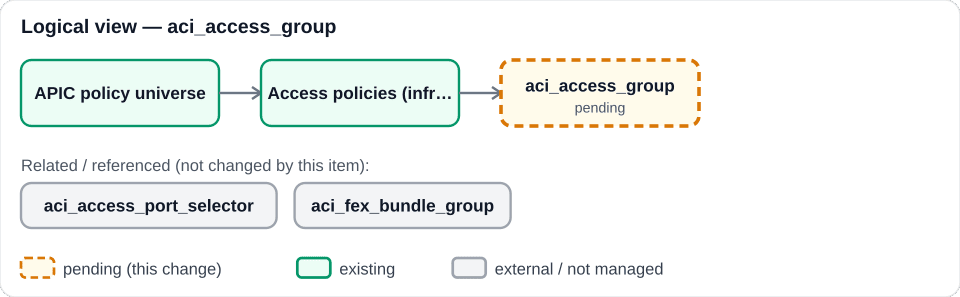 Logical view — aci_access_group
APIC policy universe
Access policies (infr…
aci_access_group
pending
Related / referenced (not changed by this item):
aci_access_port_selector
aci_fex_bundle_group
pending (this change)
existing
external / not managed